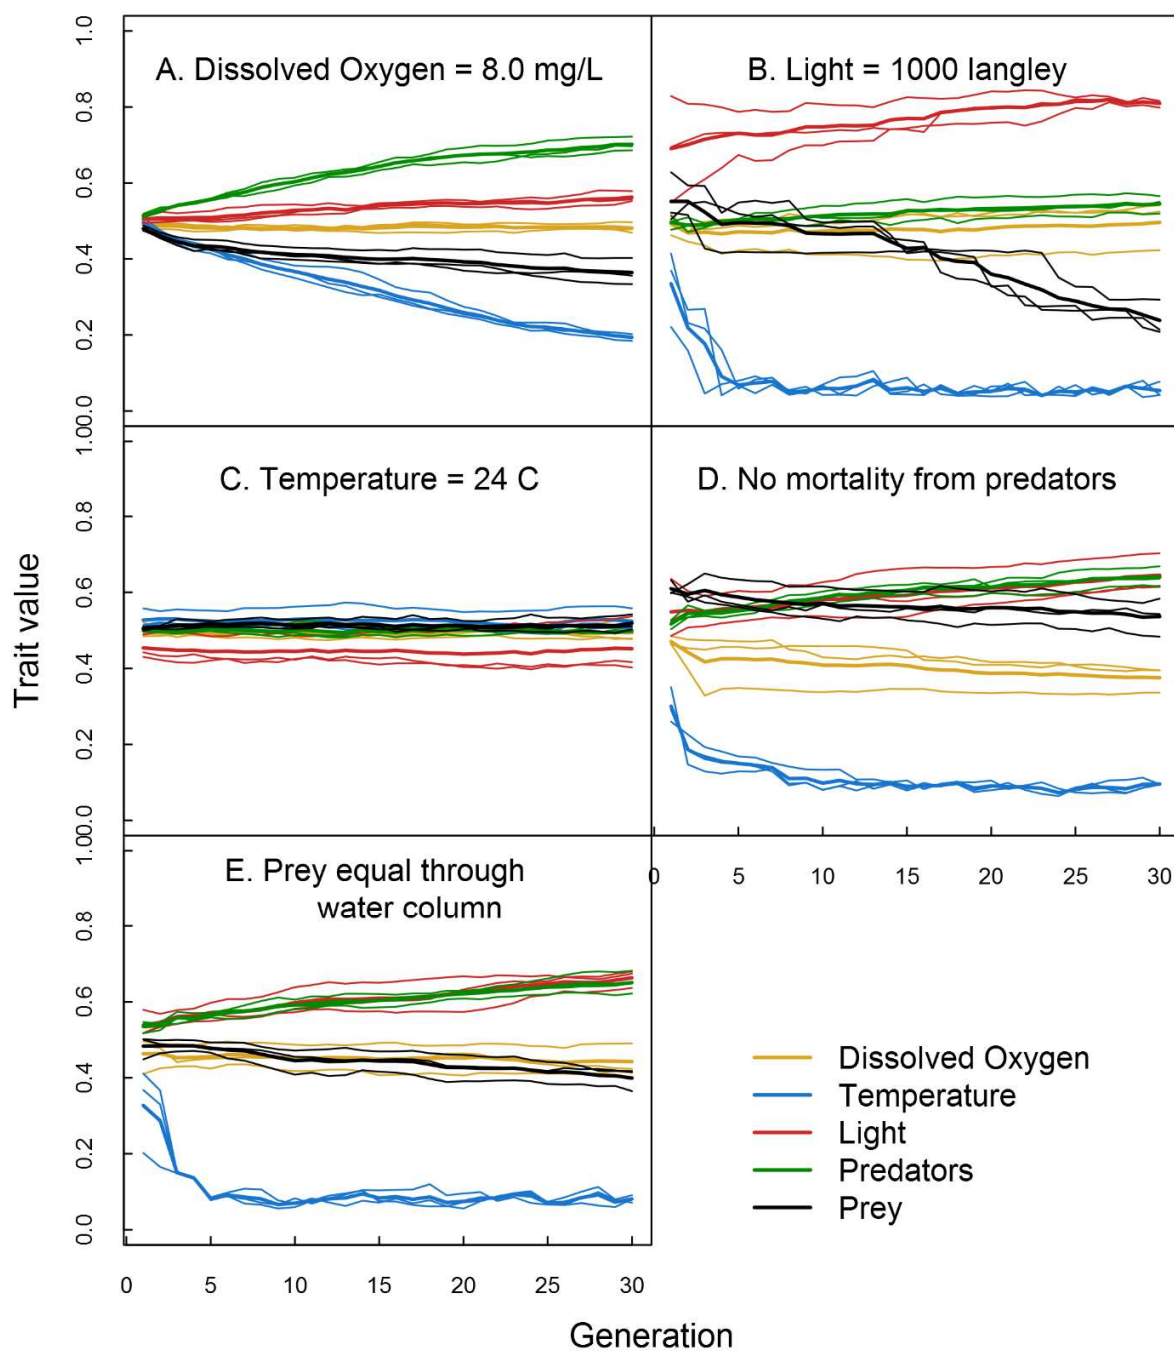 A. Dissolved Oxygen = 8.0 mg/L
B. Light = 1000 langley
1.0
0.8
0.6
0.4
0.2
0.0
C. Temperature = 24 C
D. No mortality from predators
1.0
0.8
0.6
0.4
0.2
0.0
0 5 10 15 20 25 30
E. Prey equal through
water column
1.0
0.8
0.6
0.4
0.2
0.0
0 5 10 15 20 25 30
Trait value
Generation
Dissolved Oxygen
Temperature
Light
Predators
Prey